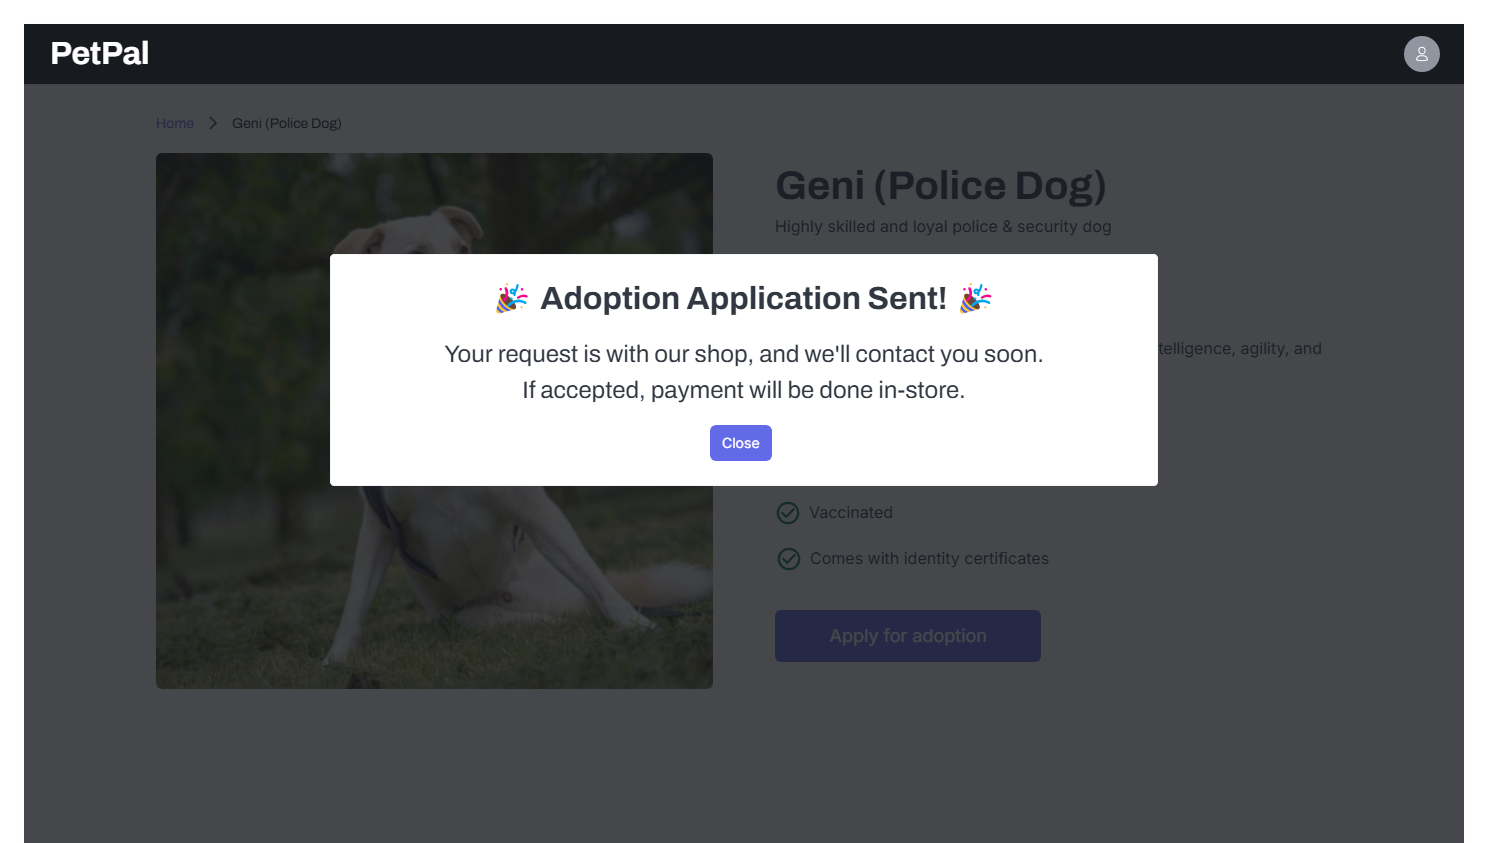 PetPal
Home
Geni (Police Dog)
Geni (Police Dog)
Highly skilled and loyal police & security dog
🎉 Adoption Application Sent! 🎉
Your request is with our shop, and we'll contact you soon.
If accepted, payment will be done in-store.
Close
agility, and
Vaccinated
Comes with identity certificates
Apply for adoption